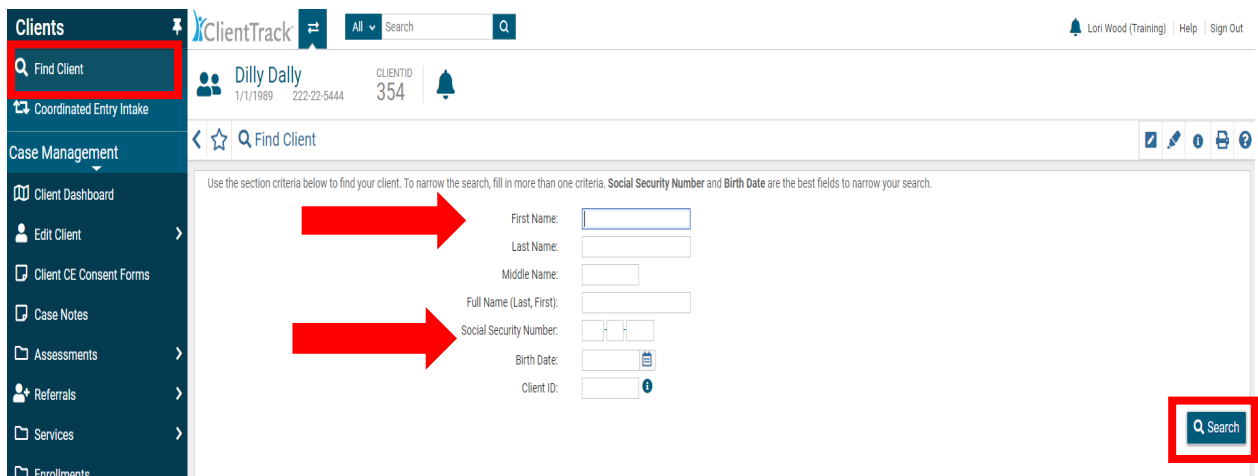 Clients
Find Client
Coordinated Entry Intake
Case Management
Client Dashboard
Edit Client
Client CE Consent Forms
Case Notes
Assessments
Referrals
Services
Enrollments
ClientTrack
All Search
Lori Wood (Training) | Help | Sign Out
Dilly Dally
1/1/1989 222-22-5444
CLIENTID
354
Find Client
Use the section criteria below to find your client. To narrow the search, fill in more than one criteria. Social Security Number and Birth Date are the best fields to narrow your search.
First Name:
Last Name:
Middle Name:
Full Name (Last, First):
Social Security Number:
Birth Date:
Client ID:
Search